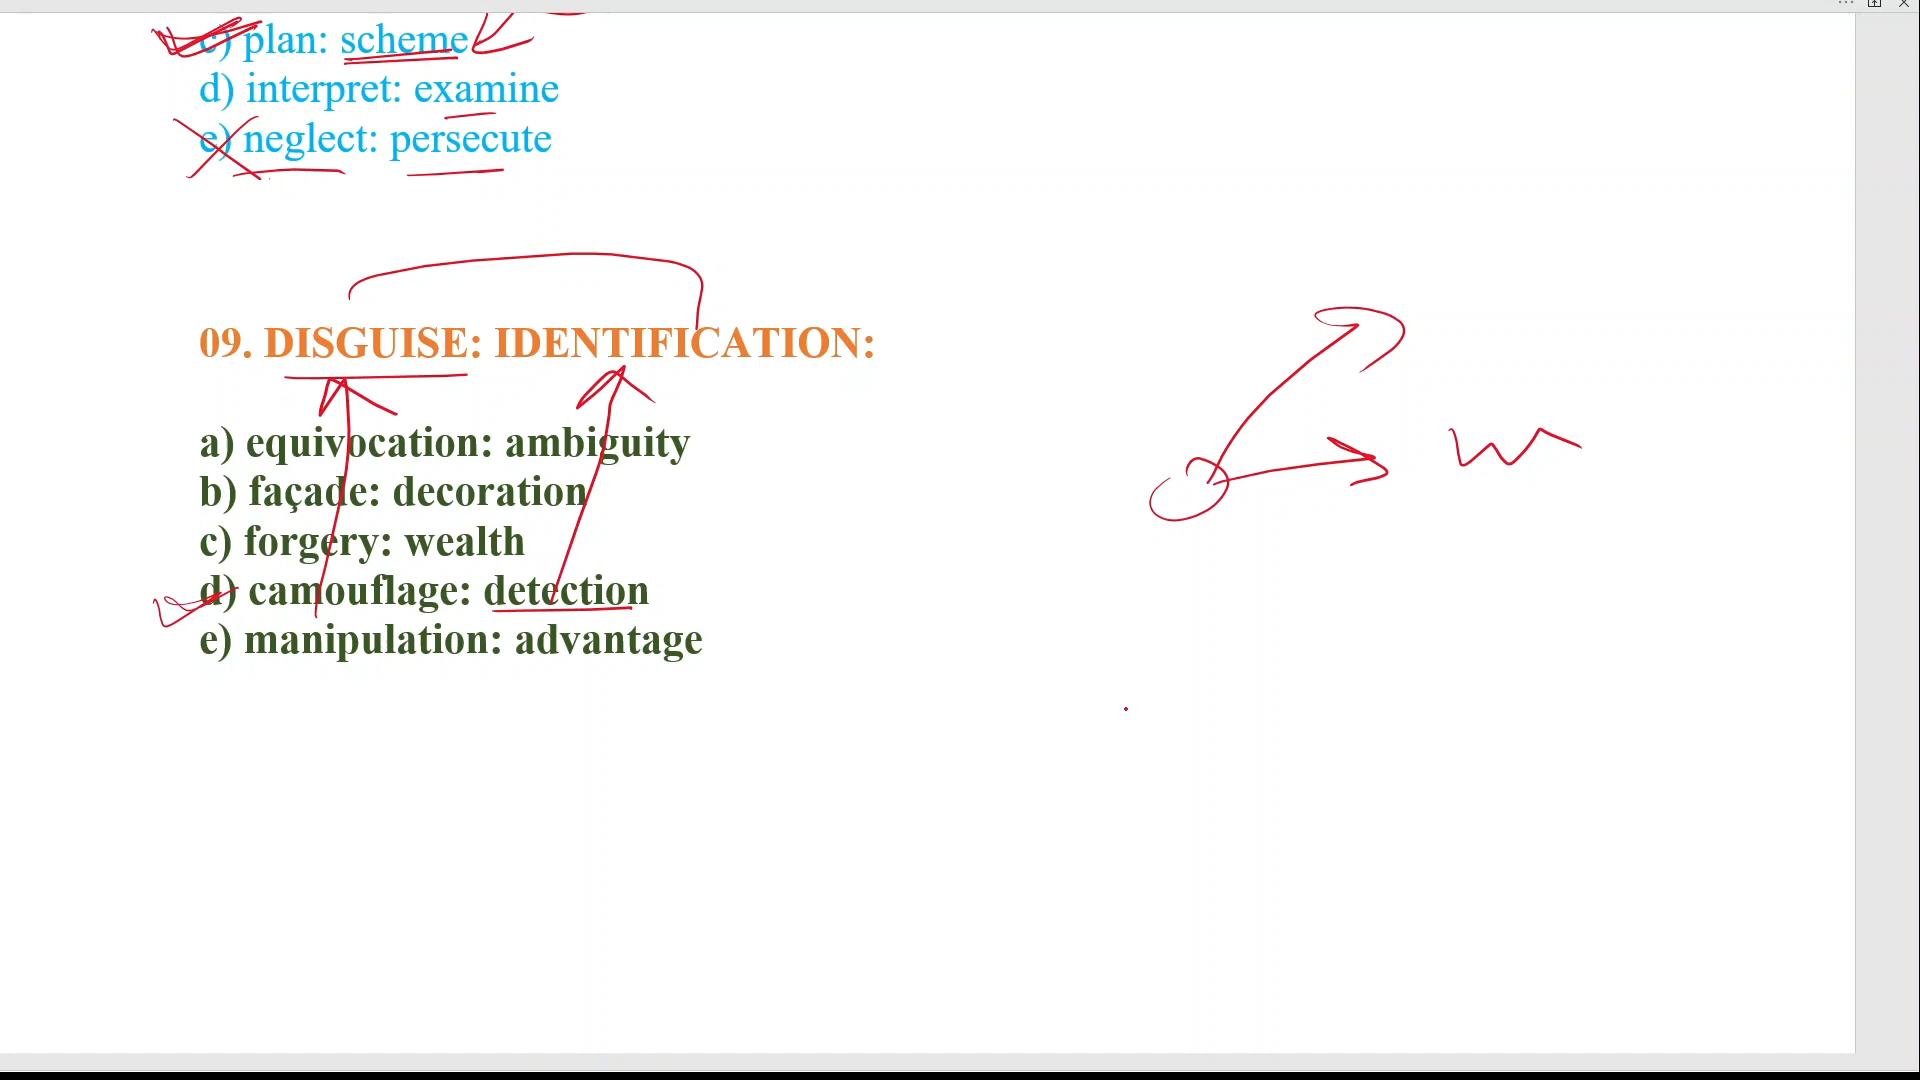 c) plan: scheme
d) interpret: examine
e) neglect: persecute
09. DISGUISE: IDENTIFICATION:
a) equivocation: ambiguity
b) façade: decoration
c) forgery: wealth
d) camouflage: detection
e) manipulation: advantage